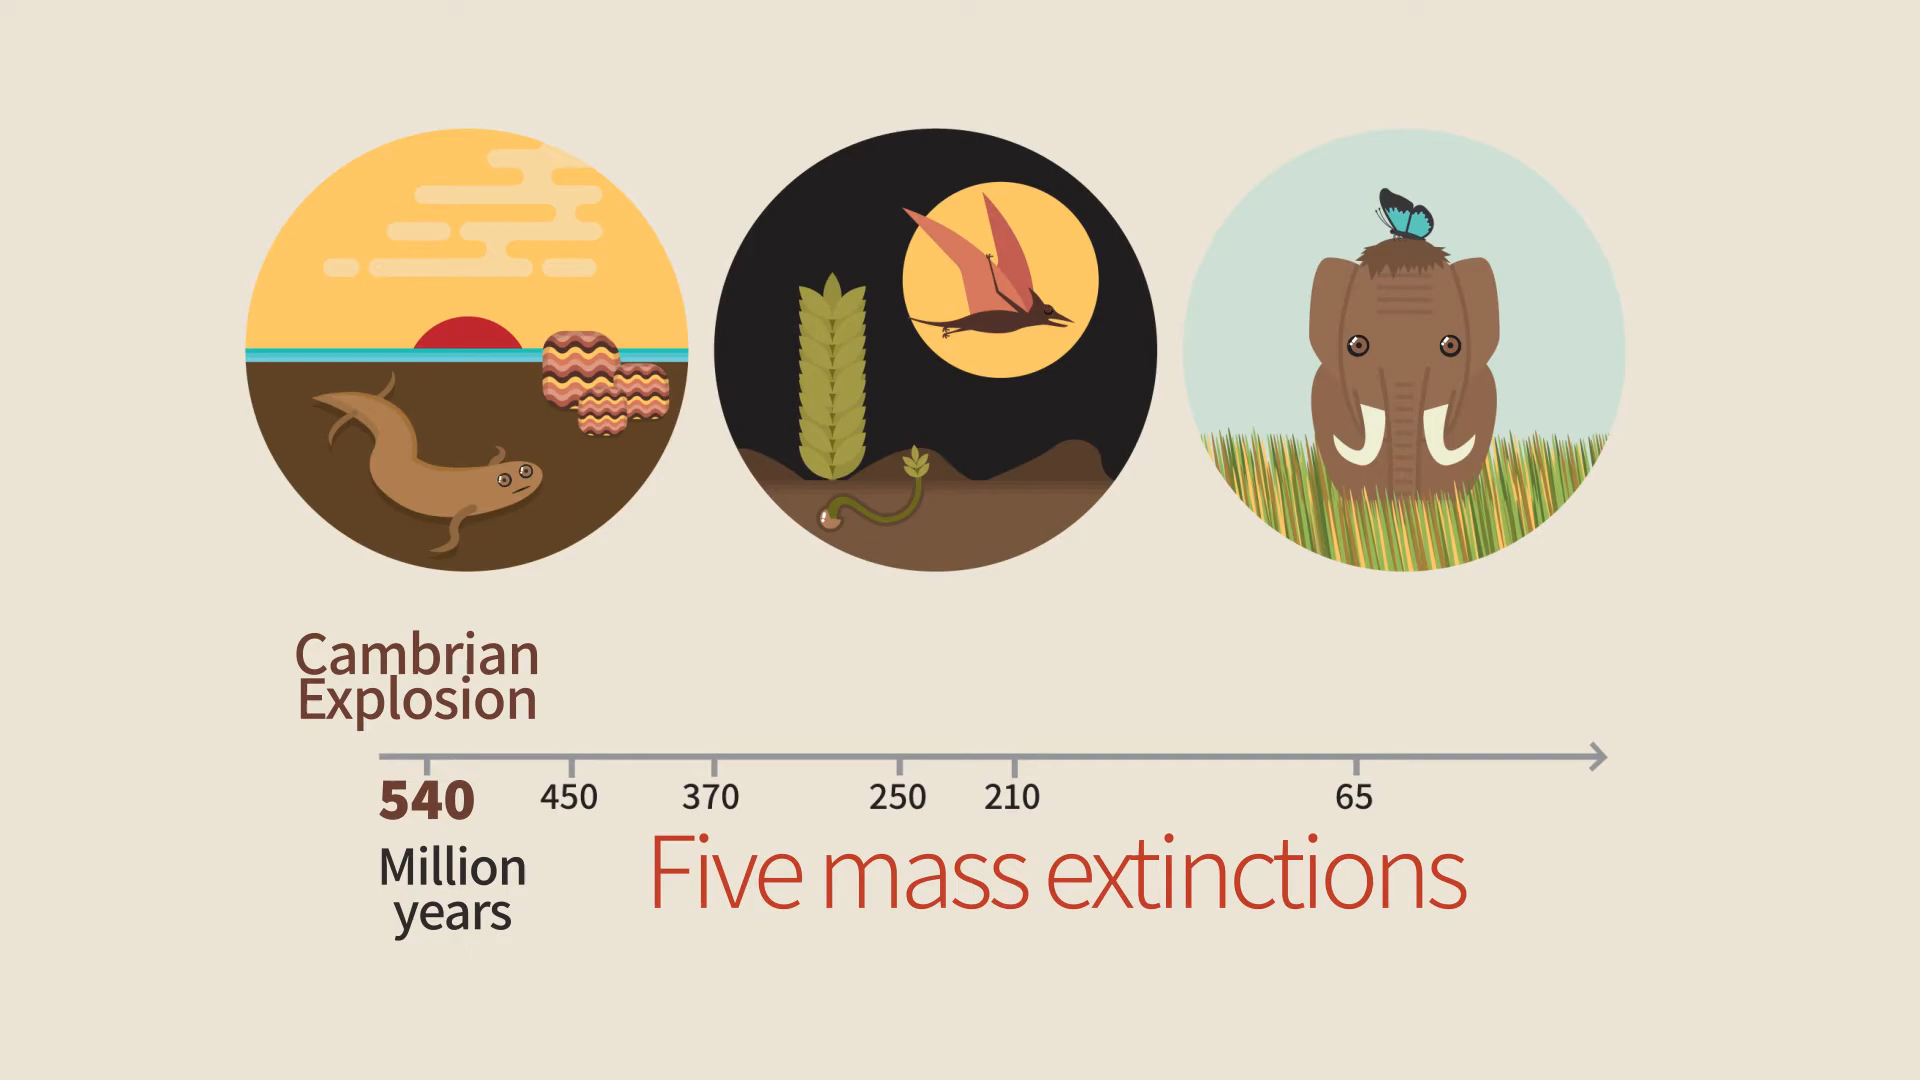 Cambrian
Explosion
540 450 370 250 210 65
Million
years
Five mass extinctions